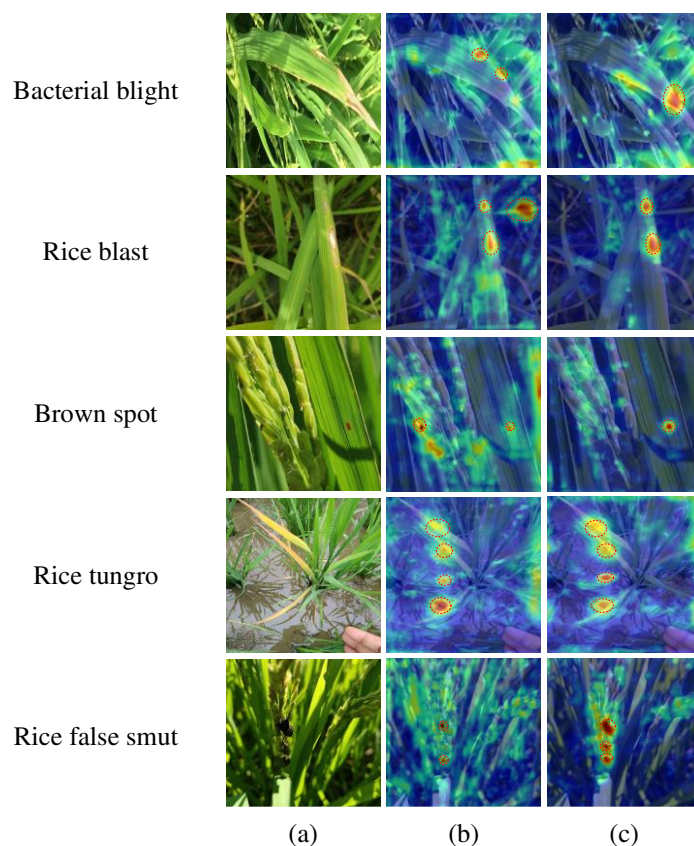 Bacterial blight
Rice blast
Brown spot
Rice tungro
Rice false smut
(a) (b) (c)